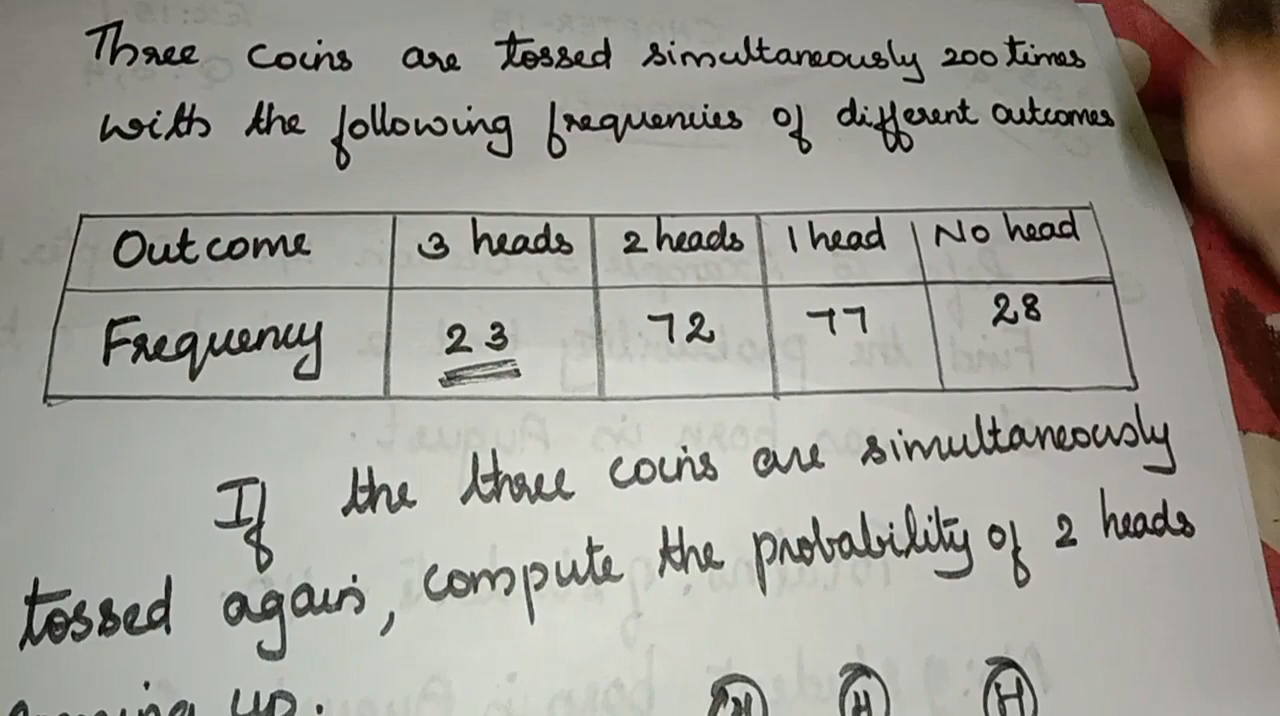 Three coins are tossed simultaneously 200 times
with the following frequencies of different outcomes
Outcome 3 heads 2 heads 1 head No head
Frequency 23 72 77 28
If the three coins are simultaneously
tossed again, compute the probability of 2 heads
up.
H H H